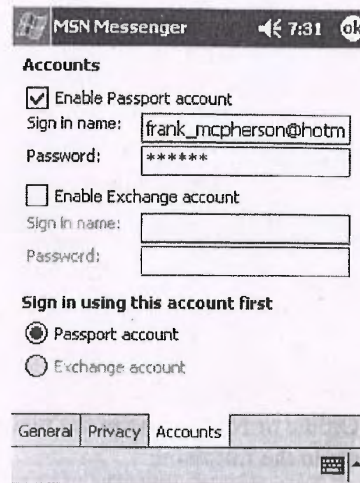 MSN Messenger 7:31 ok
Accounts
Enable Passport account
Sign in name: frank_mcpherson@hotm
Password: ******
Enable Exchange account
Sign in name:
Password:
Sign in using this account first
Passport account
Exchange account
General Privacy Accounts